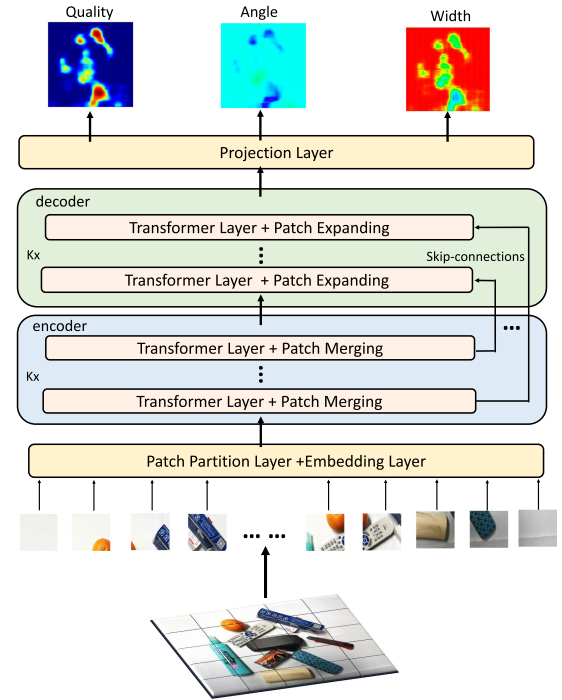 Quality
Angle
Width
Projection Layer
decoder
Transformer Layer + Patch Expanding
Kx
Skip-connections
Transformer Layer + Patch Expanding
encoder
Transformer Layer + Patch Merging
Kx
Transformer Layer + Patch Merging
Patch Partition Layer +Embedding Layer